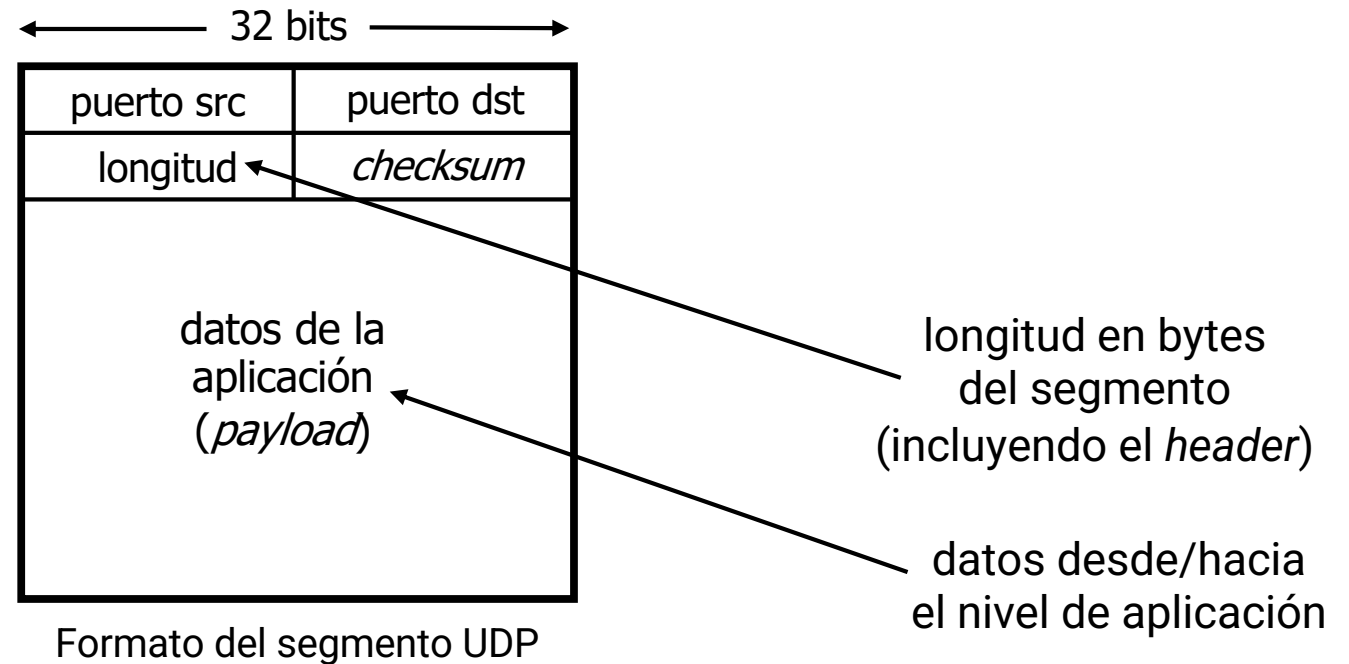 32 bits
puerto src
puerto dst
longitud
checksum
datos de la
aplicación
(payload)
longitud en bytes
del segmento
(incluyendo el header)
datos desde/hacia
el nivel de aplicación
Formato del segmento UDP